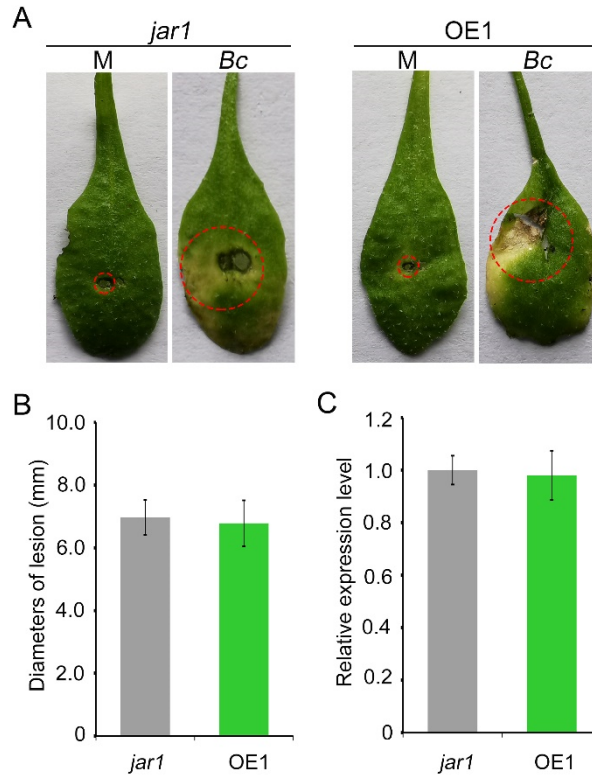 A
jar1 OE1
M Bc M Bc
B
Diameters of lesion (mm)
10.0
8.0
6.0
4.0
2.0
0
jar1 OE1
C
Relative expression level
1.2
1.0
0.8
0.6
0.4
0.2
0
jar1 OE1